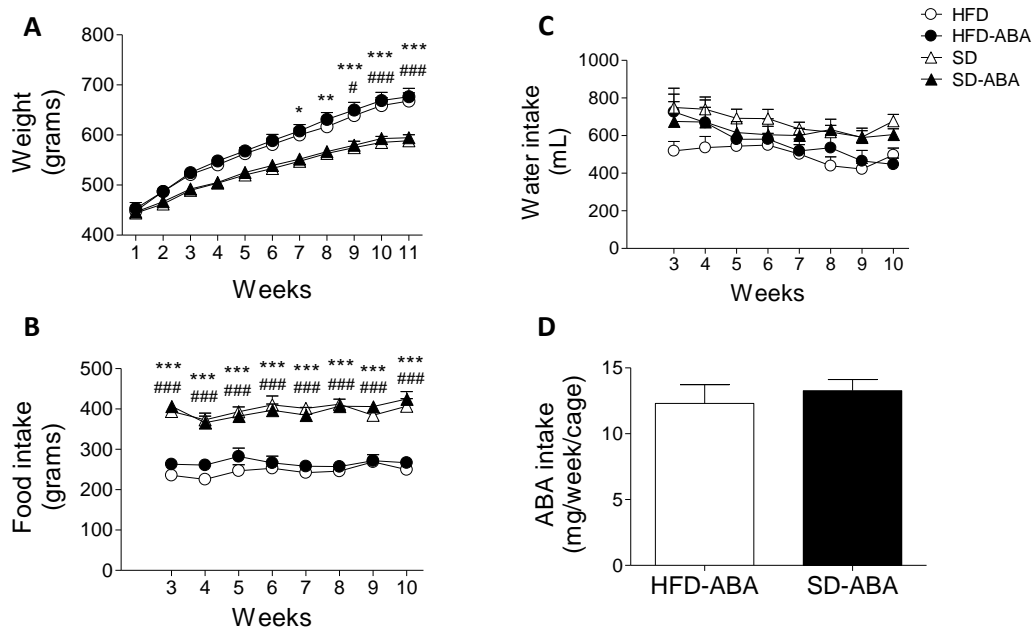 A
Weight
(grams)
800
700
600
500
400
*
**
***
#
***
###
***
###
1 2 3 4 5 6 7 8 9 10 11
Weeks
C
HFD
HFD-ABA
SD
SD-ABA
Water intake
(mL)
1000
800
600
400
200
0
3 4 5 6 7 8 9 10
Weeks
B
Food intake
(grams)
500
400
300
200
100
0
*** *** *** *** *** *** *** ***
### ### ### ### ### ### ### ###
3 4 5 6 7 8 9 10
Weeks
D
ABA intake
(mg/week/cage)
15
10
5
0
HFD-ABA SD-ABA